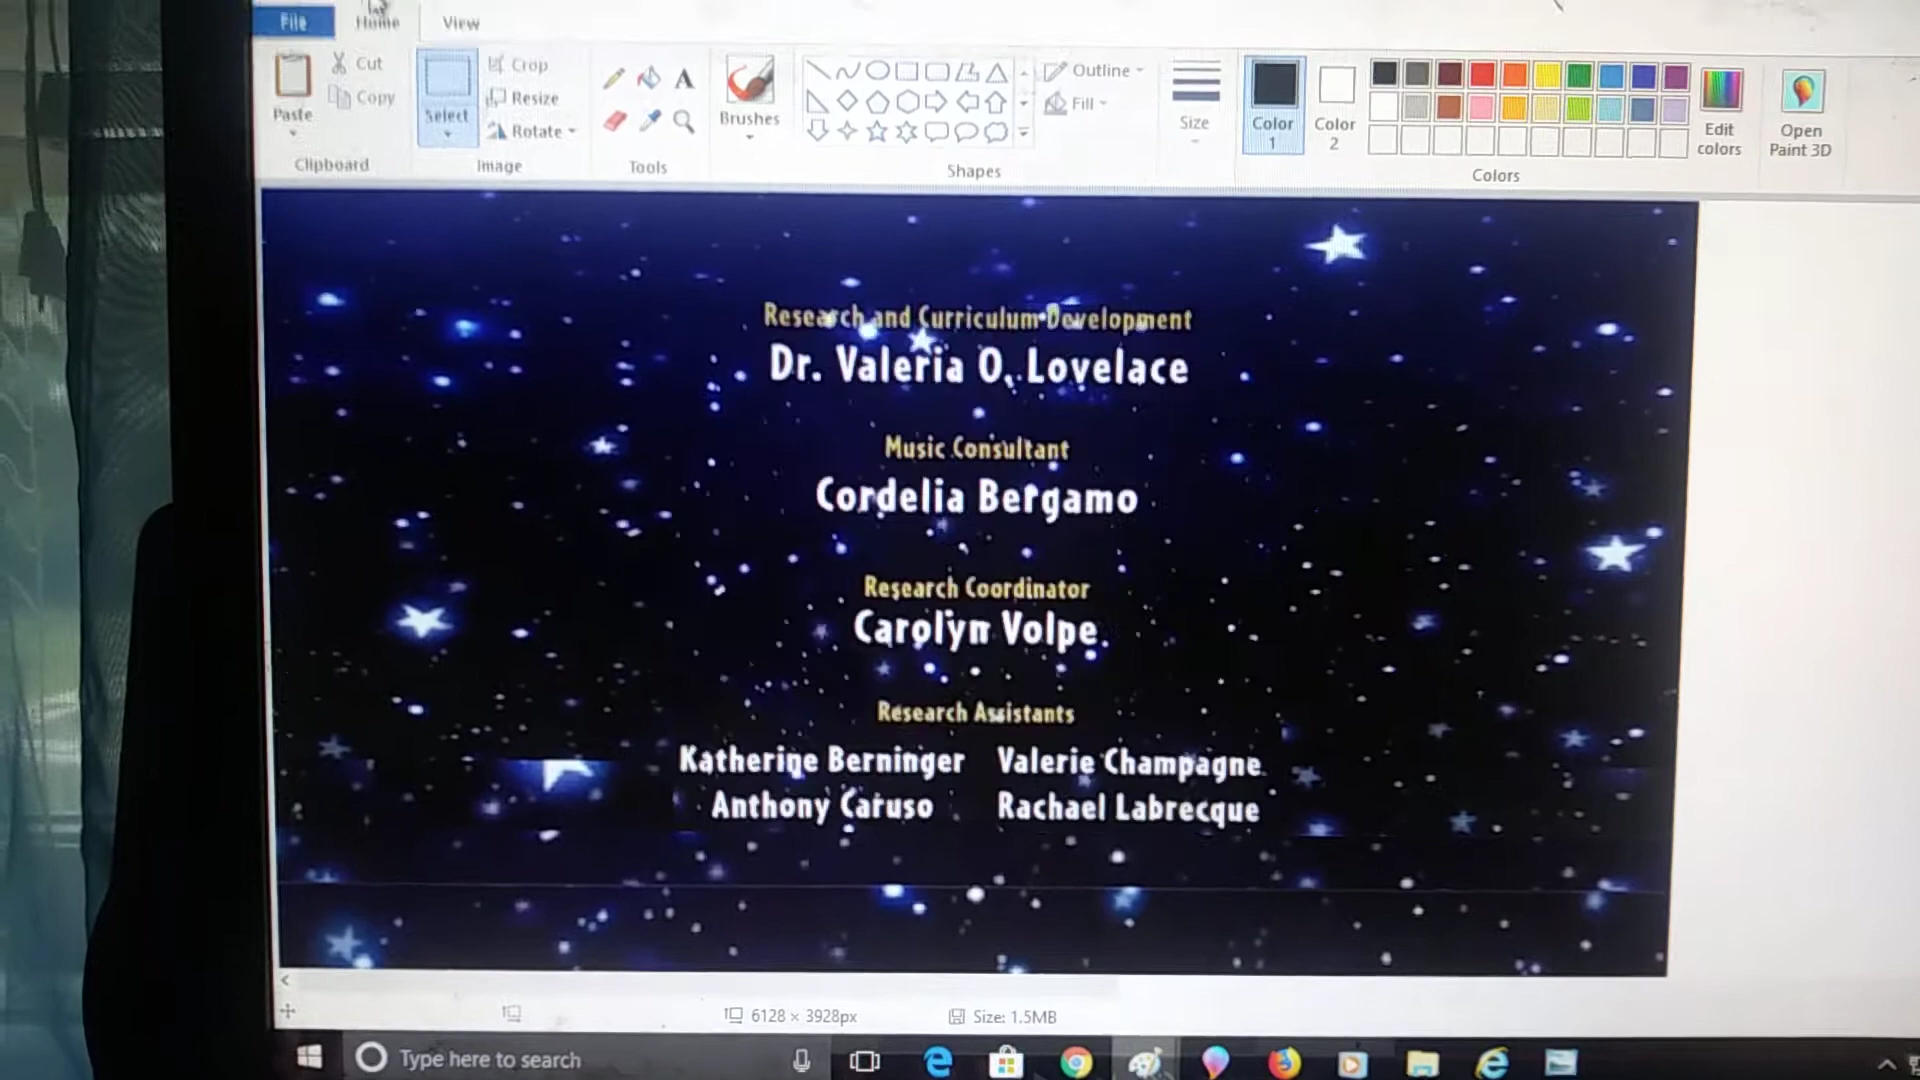 File Home View
Paste Cut Copy Select Crop Resize Rotate A Brushes Outline Fill Size Color 1 Color 2 Edit colors Open Paint 3D
Clipboard Image Tools Shapes Colors
Research and Curriculum Development
Dr. Valeria O. Lovelace
Music Consultant
Cordelia Bergamo
Research Coordinator
Carolyn Volpe
Research Assistants
Katherine Berninger Valerie Champagne
Anthony Caruso Rachael Labrecque
6128 × 3928px Size: 1.5MB
Type here to search